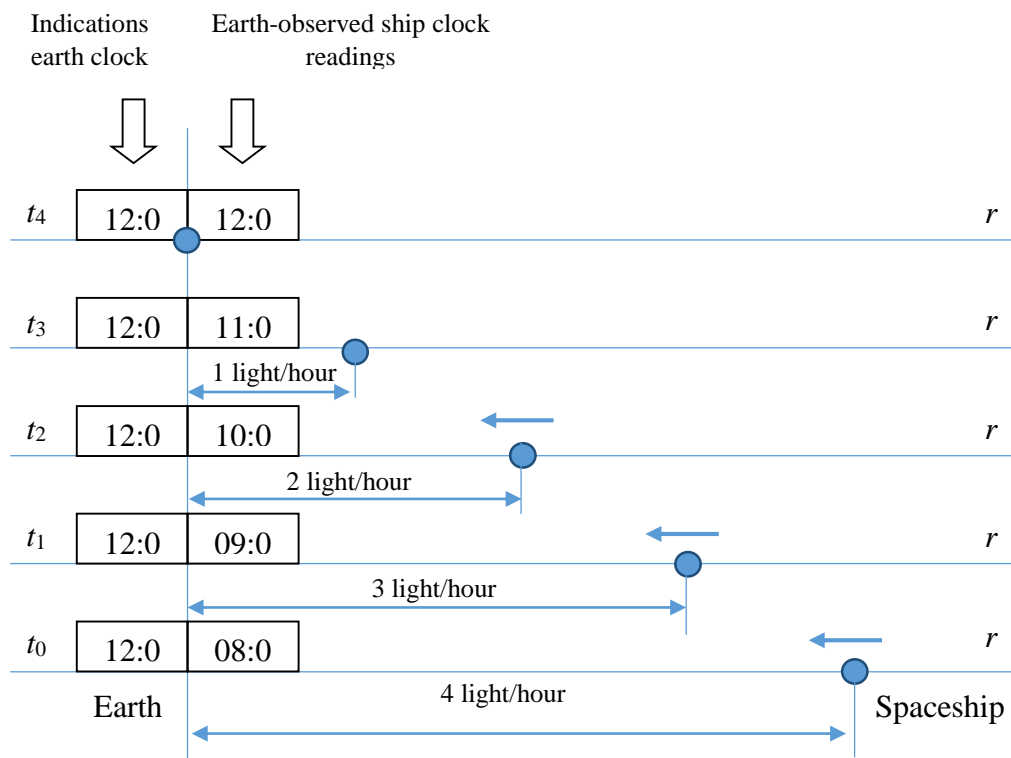 Indications
earth clock
Earth-observed ship clock
readings
t4 12:0 12:0 r
t3 12:0 11:0 r
1 light/hour
t2 12:0 10:0 r
2 light/hour
t1 12:0 09:0 r
3 light/hour
t0 12:0 08:0 r
4 light/hour
Earth
Spaceship